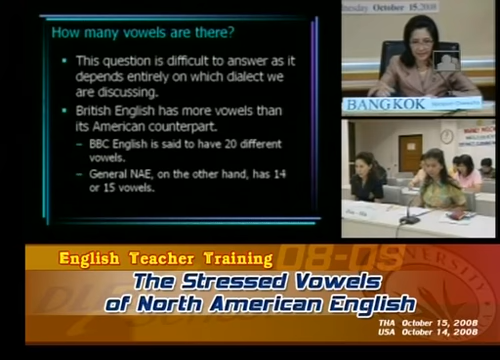 How many vowels are there?
This question is difficult to answer as it
depends entirely on which dialect we
are discussing.
British English has more vowels than
its American counterpart.
– BBC English is said to have 20 different
vowels.
– General NAE, on the other hand, has 14
or 15 vowels.
October 15, 2008
BANGKOK
English Teacher Training 08-09
The Stressed Vowels
of North American English
THA October 15, 2008
USA October 14, 2008